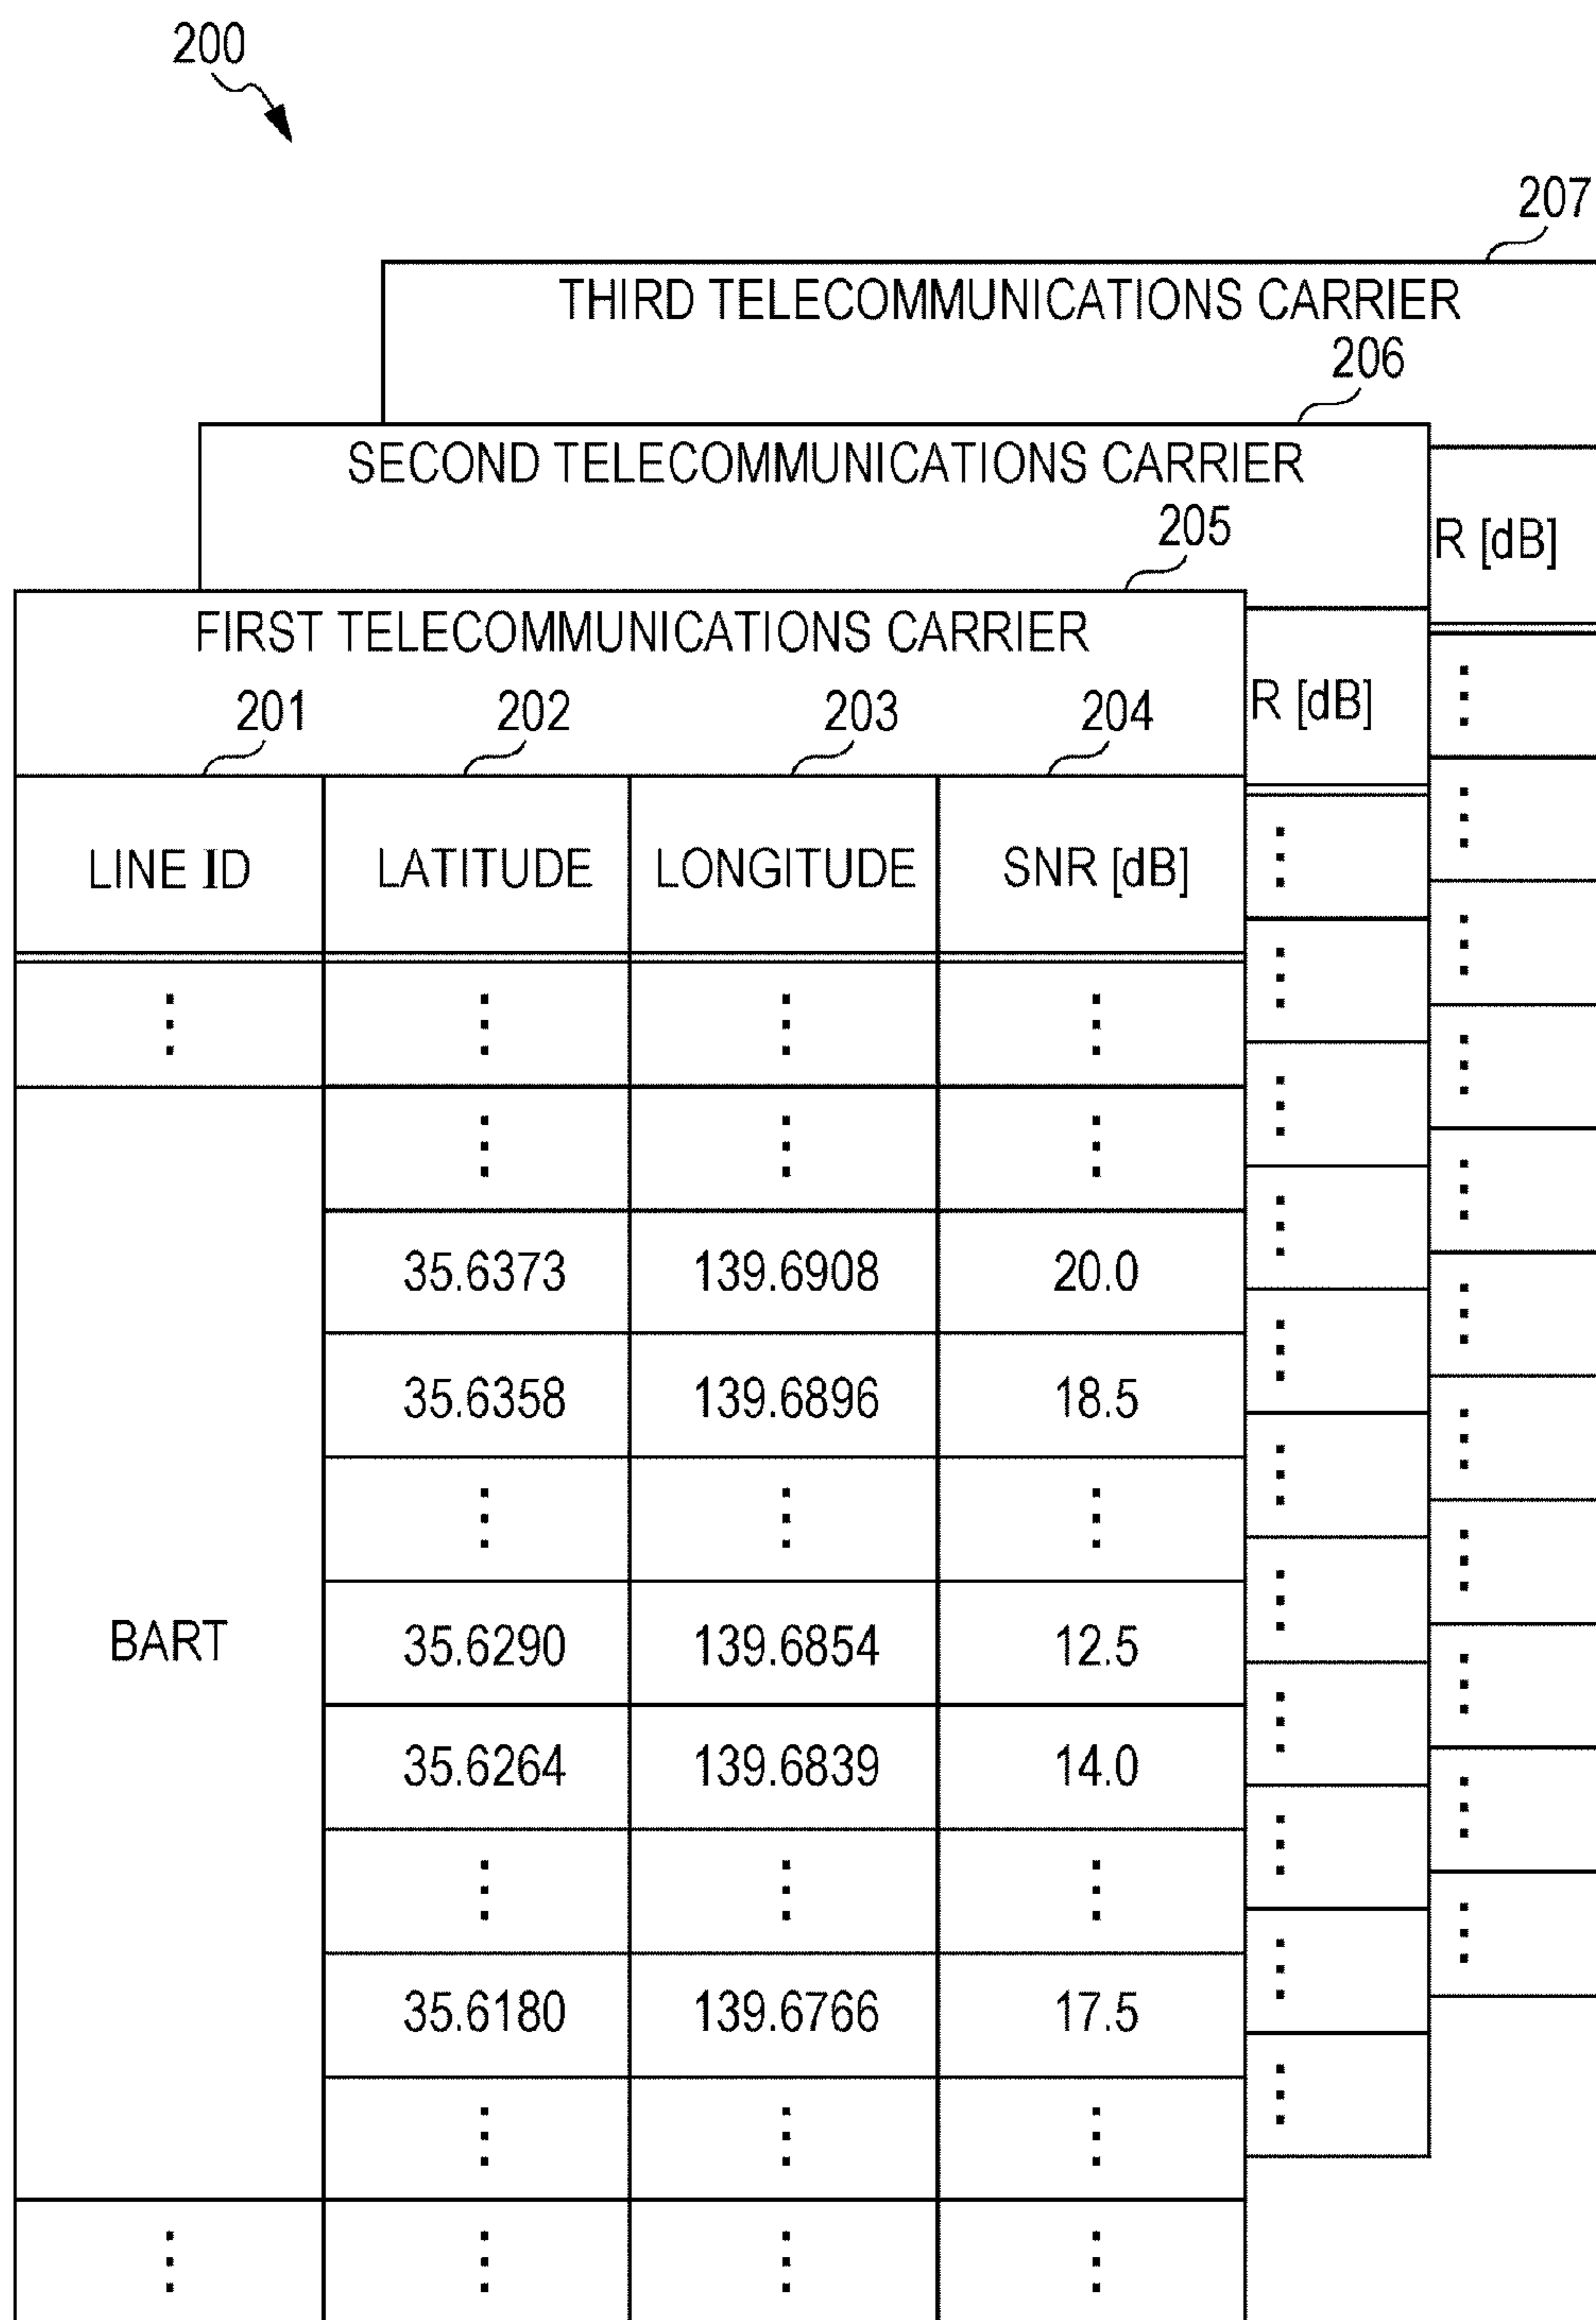 200
207
THIRD TELECOMMUNICATIONS CARRIER
206
SECOND TELECOMMUNICATIONS CARRIER
R [dB]
205
FIRST TELECOMMUNICATIONS CARRIER
R [dB]
201 202 203 204
LINE ID LATITUDE LONGITUDE SNR [dB]
35.6373 139.6908 20.0
35.6358 139.6896 18.5
BART 35.6290 139.6854 12.5
35.6264 139.6839 14.0
35.6180 139.6766 17.5